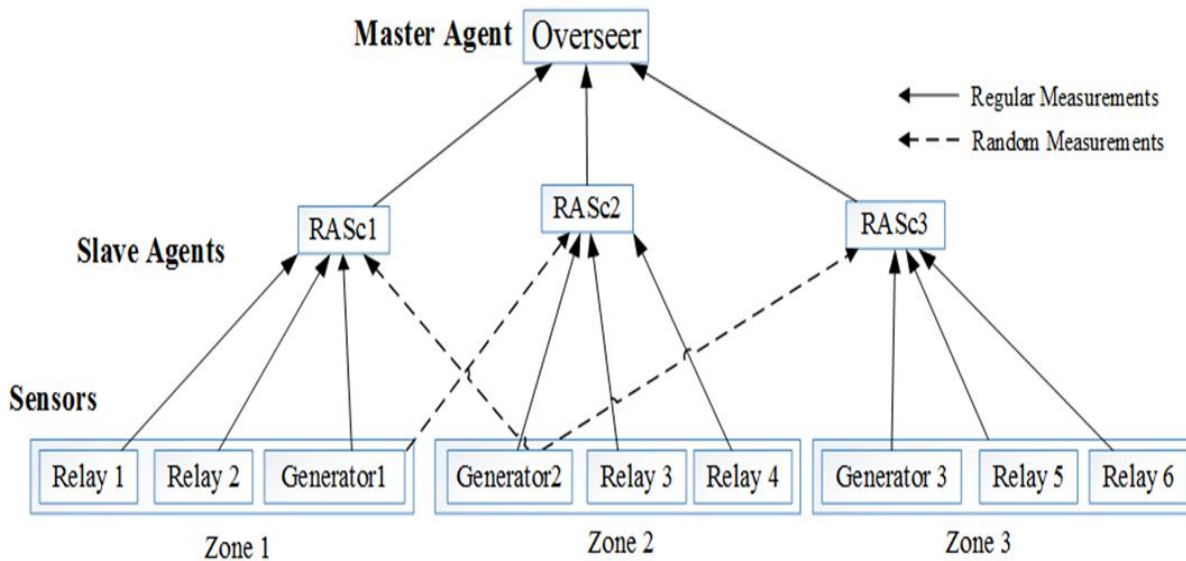 Master Agent Overseer
Regular Measurements
Random Measurements
RASc1 RASc2 RASc3
Slave Agents
Sensors
Relay 1 Relay 2 Generator1 Generator2 Relay 3 Relay 4 Generator 3 Relay 5 Relay 6
Zone 1 Zone 2 Zone 3